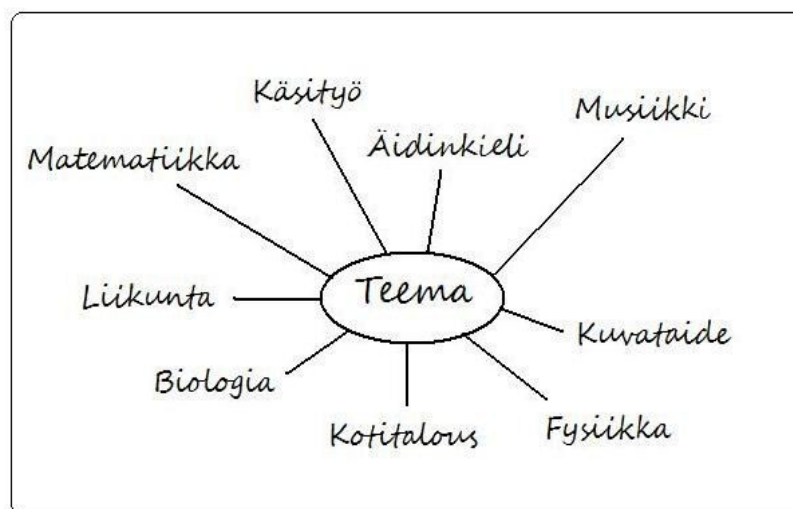 Käsityö
Musiikki
Äidinkieli
Matematiikka
Teema
Liikunta
Kuvataide
Biologia
Kotitalous
Fysiikka